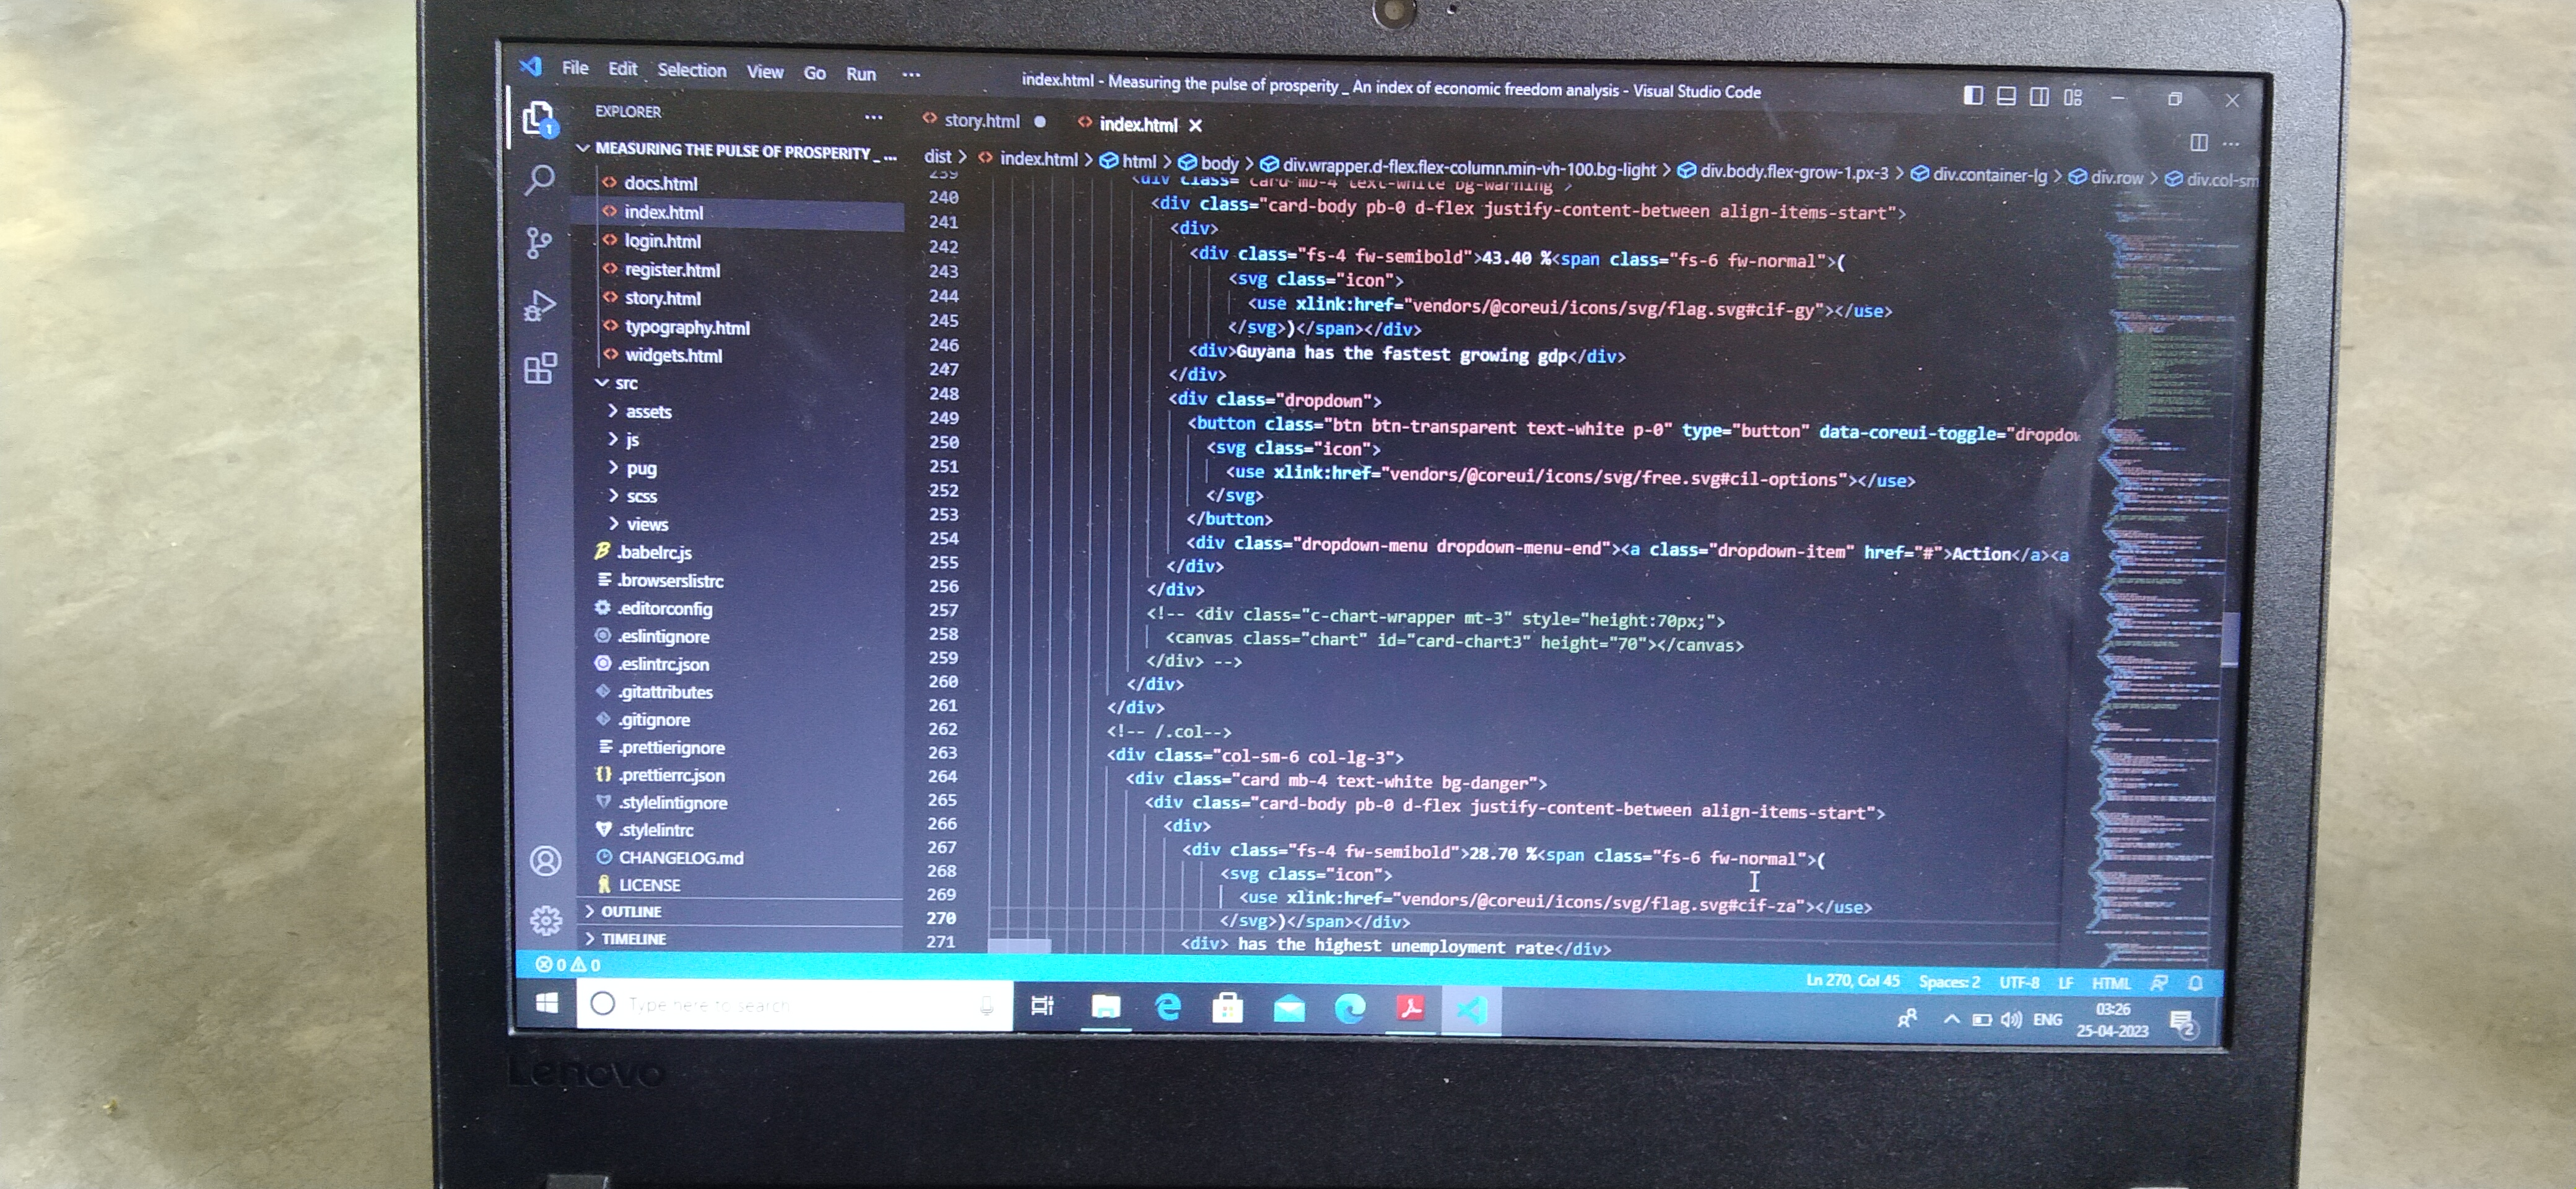 File Edit Selection View Go Run ...
index.html - Measuring the pulse of prosperity _ An index of economic freedom analysis - Visual Studio Code
EXPLORER ...
MEASURING THE PULSE OF PROSPERITY _ ...
docs.html
index.html
login.html
register.html
story.html
typography.html
widgets.html
src
assets
js
pug
scss
views
.babelrc.js
.browserslistrc
.editorconfig
.eslintignore
.eslintrc.json
.gitattributes
.gitignore
.prettierignore
.prettierrc.json
.stylelintignore
.stylelintrc
CHANGELOG.md
LICENSE
OUTLINE
TIMELINE
story.html index.html
dist > index.html > html > body > div.wrapper.d-flex.flex-column.min-vh-100.bg-light > div.body.flex-grow-1.px-3 > div.container-lg > div.row > div.col-sm
239 <div class="card mb-4 text-white bg-warning">
240 <div class="card-body pb-0 d-flex justify-content-between align-items-start">
241 <div>
242 <div class="fs-4 fw-semibold">43.40 %<span class="fs-6 fw-normal">(
243 <svg class="icon">
244 <use xlink:href="vendors/@coreui/icons/svg/flag.svg#cif-gy"></use>
245 </svg>)</span></div>
246 <div>Guyana has the fastest growing gdp</div>
247 </div>
248 <div class="dropdown">
249 <button class="btn btn-transparent text-white p-0" type="button" data-coreui-toggle="dropdow
250 <svg class="icon">
251 <use xlink:href="vendors/@coreui/icons/svg/free.svg#cil-options"></use>
252 </svg>
253 </button>
254 <div class="dropdown-menu dropdown-menu-end"><a class="dropdown-item" href="#">Action</a><a
255 </div>
256 </div>
257 <!-- <div class="c-chart-wrapper mt-3" style="height:70px;">
258 <canvas class="chart" id="card-chart3" height="70"></canvas>
259 </div> -->
260 </div>
261 </div>
262 <!-- /.col-->
263 <div class="col-sm-6 col-lg-3">
264 <div class="card mb-4 text-white bg-danger">
265 <div class="card-body pb-0 d-flex justify-content-between align-items-start">
266 <div>
267 <div class="fs-4 fw-semibold">28.70 %<span class="fs-6 fw-normal">(
268 <svg class="icon">
269 <use xlink:href="vendors/@coreui/icons/svg/flag.svg#cif-za"></use>
270 </svg>)</span></div>
271 <div> has the highest unemployment rate</div>
0 0
Ln 270, Col 45 Spaces: 2 UTF-8 LF HTML
Type here to search
ENG
03:26
25-04-2023
2
Lenovo